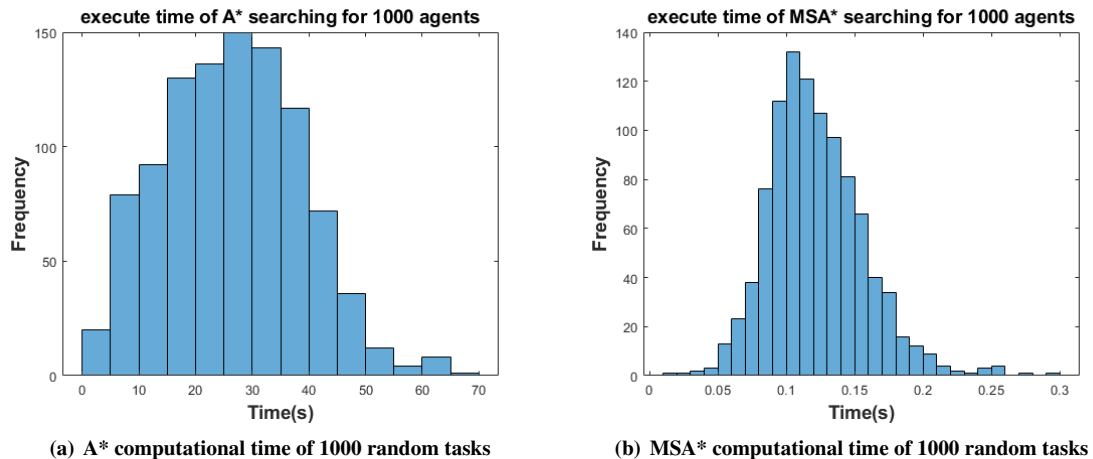 execute time of A* searching for 1000 agents
150
100
50
0
Frequency
0 10 20 30 40 50 60 70
Time(s)
(a) A* computational time of 1000 random tasks
execute time of MSA* searching for 1000 agents
140
120
100
80
60
40
20
0
Frequency
0 0.05 0.1 0.15 0.2 0.25 0.3
Time(s)
(b) MSA* computational time of 1000 random tasks